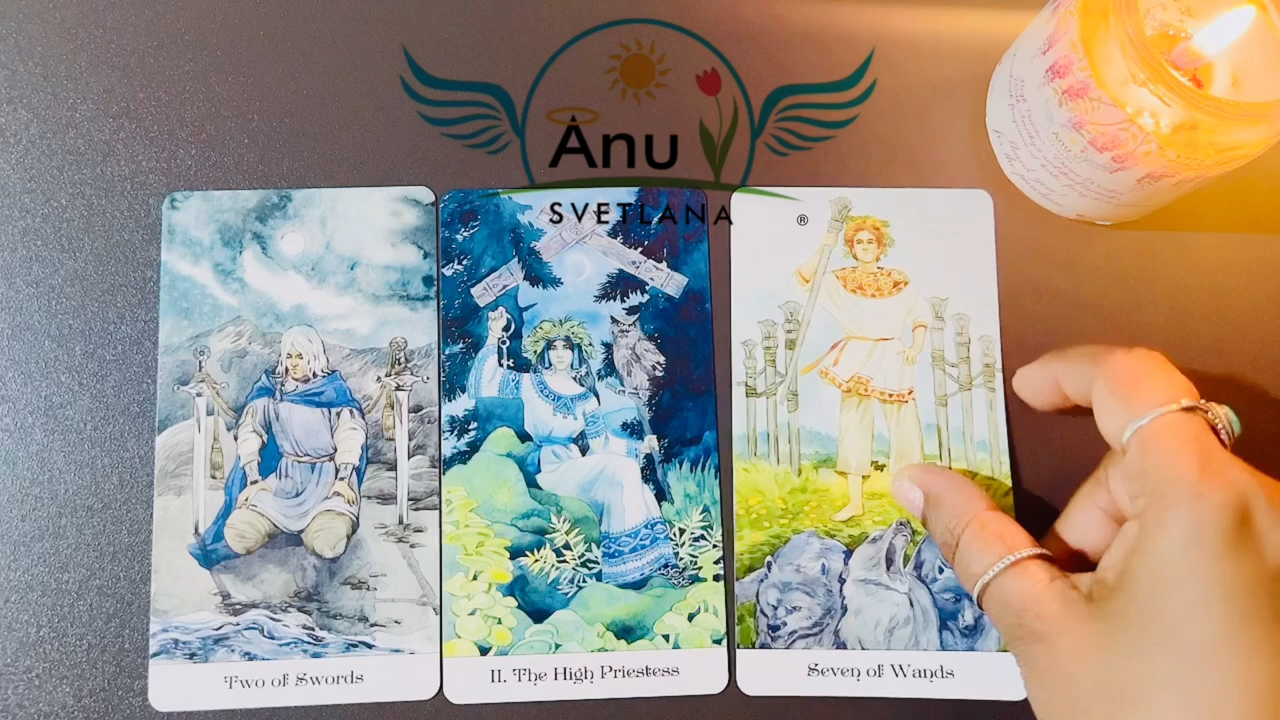 Anu
SVETLANA
®
Two of Swords
II. The High Priestess
Seven of Wands